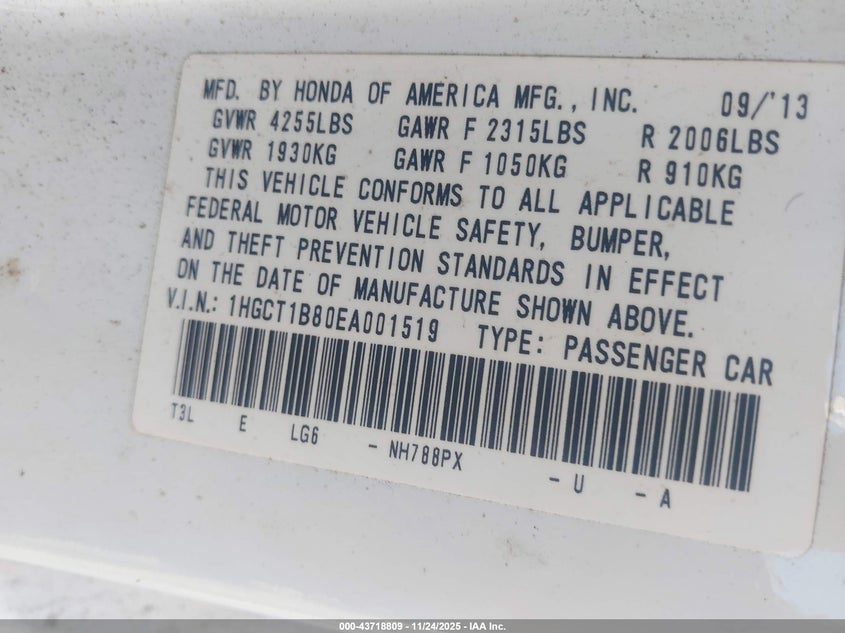 MFD. BY HONDA OF AMERICA MFG., INC. 09/'13
GVWR 4255LBS GAWR F 2315LBS R 2006LBS
GVWR 1930KG GAWR F 1050KG R 910KG
THIS VEHICLE CONFORMS TO ALL APPLICABLE
FEDERAL MOTOR VEHICLE SAFETY, BUMPER,
AND THEFT PREVENTION STANDARDS IN EFFECT
ON THE DATE OF MANUFACTURE SHOWN ABOVE.
V.I.N.: 1HGCT1B80EA001519 TYPE: PASSENGER CAR
T3L E LG6 - NH788PX - U - A
000-43718809 - 11/24/2025 - IAA Inc.